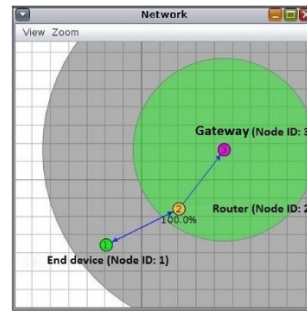 Network
View Zoom
Gateway (Node ID: 3
3
2
Router (Node ID: 2
100.0%
1
End device (Node ID: 1)